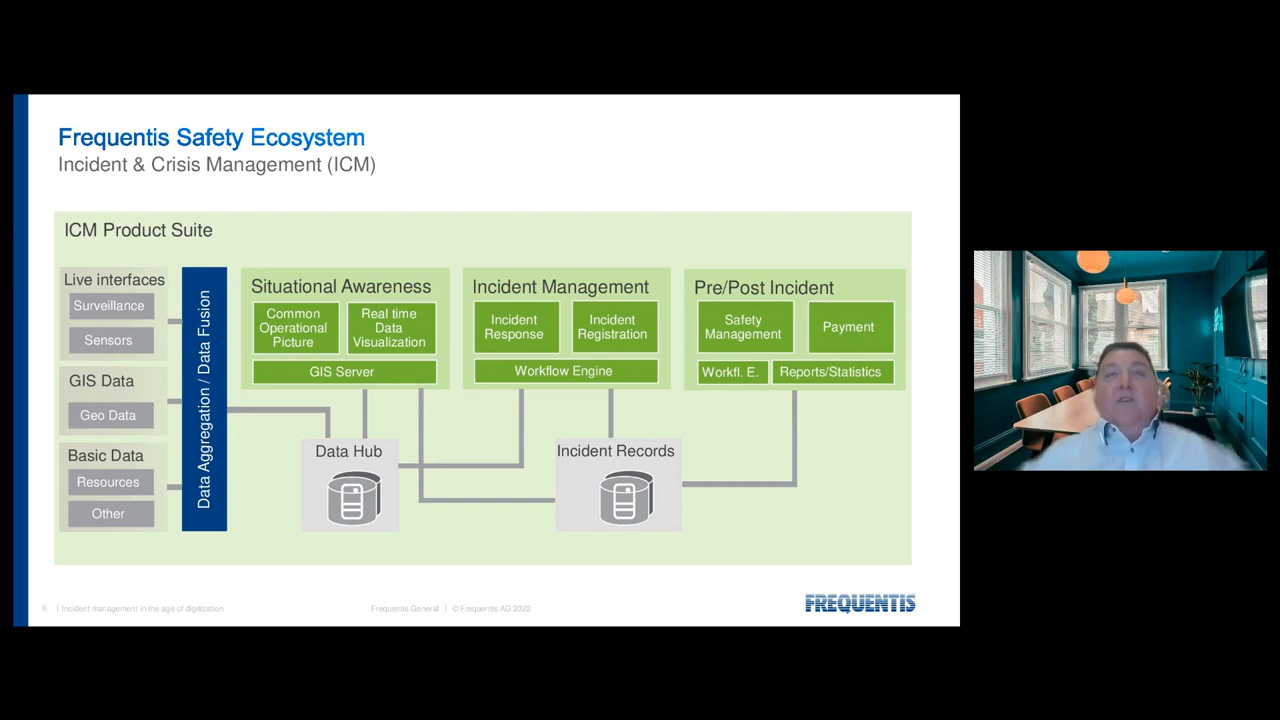 Frequentis Safety Ecosystem
Incident & Crisis Management (ICM)
ICM Product Suite
Live interfaces
Surveillance
Sensors
GIS Data
Geo Data
Basic Data
Resources
Other
Data Aggregation / Data Fusion
Situational Awareness
Common
Operational
Picture
Real time
Data
Visualization
GIS Server
Incident Management
Incident
Response
Incident
Registration
Workflow Engine
Pre/Post Incident
Safety
Management
Payment
Workfl. E.
Reports/Statistics
Data Hub
Incident Records
6 | Incident management in the age of digitization
Frequentis General | © Frequentis AG 2022
FREQUENTIS